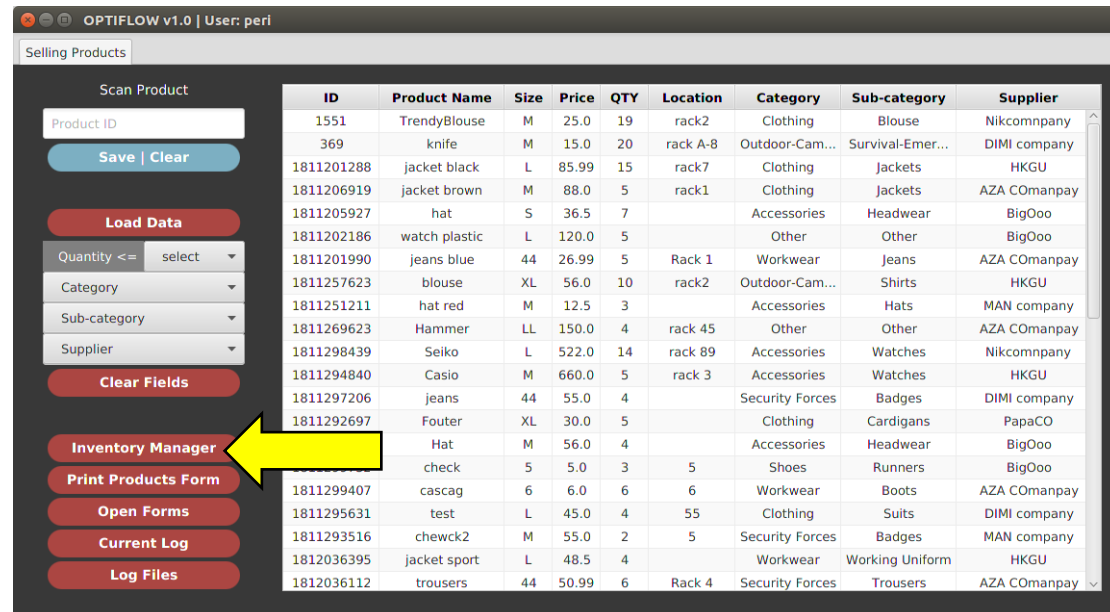 OPTIFLOW v1.0 | User: peri
Selling Products
Scan Product
Product ID
Save | Clear
Load Data
Quantity <= select
Category
Sub-category
Supplier
Clear Fields
Inventory Manager
Print Products Form
Open Forms
Current Log
Log Files
ID Product Name Size Price QTY Location Category Sub-category Supplier
1551 TrendyBlouse M 25.0 19 rack2 Clothing Blouse Nikcomnpany
369 knife M 15.0 20 rack A-8 Outdoor-Cam... Survival-Emer... DIMI company
1811201288 jacket black L 85.99 15 rack7 Clothing Jackets HKGU
1811206919 jacket brown M 88.0 5 rack1 Clothing Jackets AZA COmanpay
1811205927 hat S 36.5 7 Accessories Headwear BigOoo
1811202186 watch plastic L 120.0 5 Other Other BigOoo
1811201990 jeans blue 44 26.99 5 Rack 1 Workwear Jeans AZA COmanpay
1811257623 blouse XL 56.0 10 rack2 Outdoor-Cam... Shirts HKGU
1811251211 hat red M 12.5 3 Accessories Hats MAN company
1811269623 Hammer LL 150.0 4 rack 45 Other Other AZA COmanpay
1811298439 Seiko L 522.0 14 rack 89 Accessories Watches Nikcomnpany
1811294840 Casio M 660.0 5 rack 3 Accessories Watches HKGU
1811297206 jeans 44 55.0 4 Security Forces Badges DIMI company
1811292697 Fouter XL 30.0 5 Clothing Cardigans PapaCO
Hat M 56.0 4 Accessories Headwear BigOoo
check 5 5.0 3 5 Shoes Runners BigOoo
1811299407 cascag 6 6.0 6 6 Workwear Boots AZA COmanpay
1811295631 test L 45.0 4 55 Clothing Suits DIMI company
1811293516 chewck2 M 55.0 2 5 Security Forces Badges MAN company
1812036395 jacket sport L 48.5 4 Workwear Working Uniform HKGU
1812036112 trousers 44 50.99 6 Rack 4 Security Forces Trousers AZA COmanpay